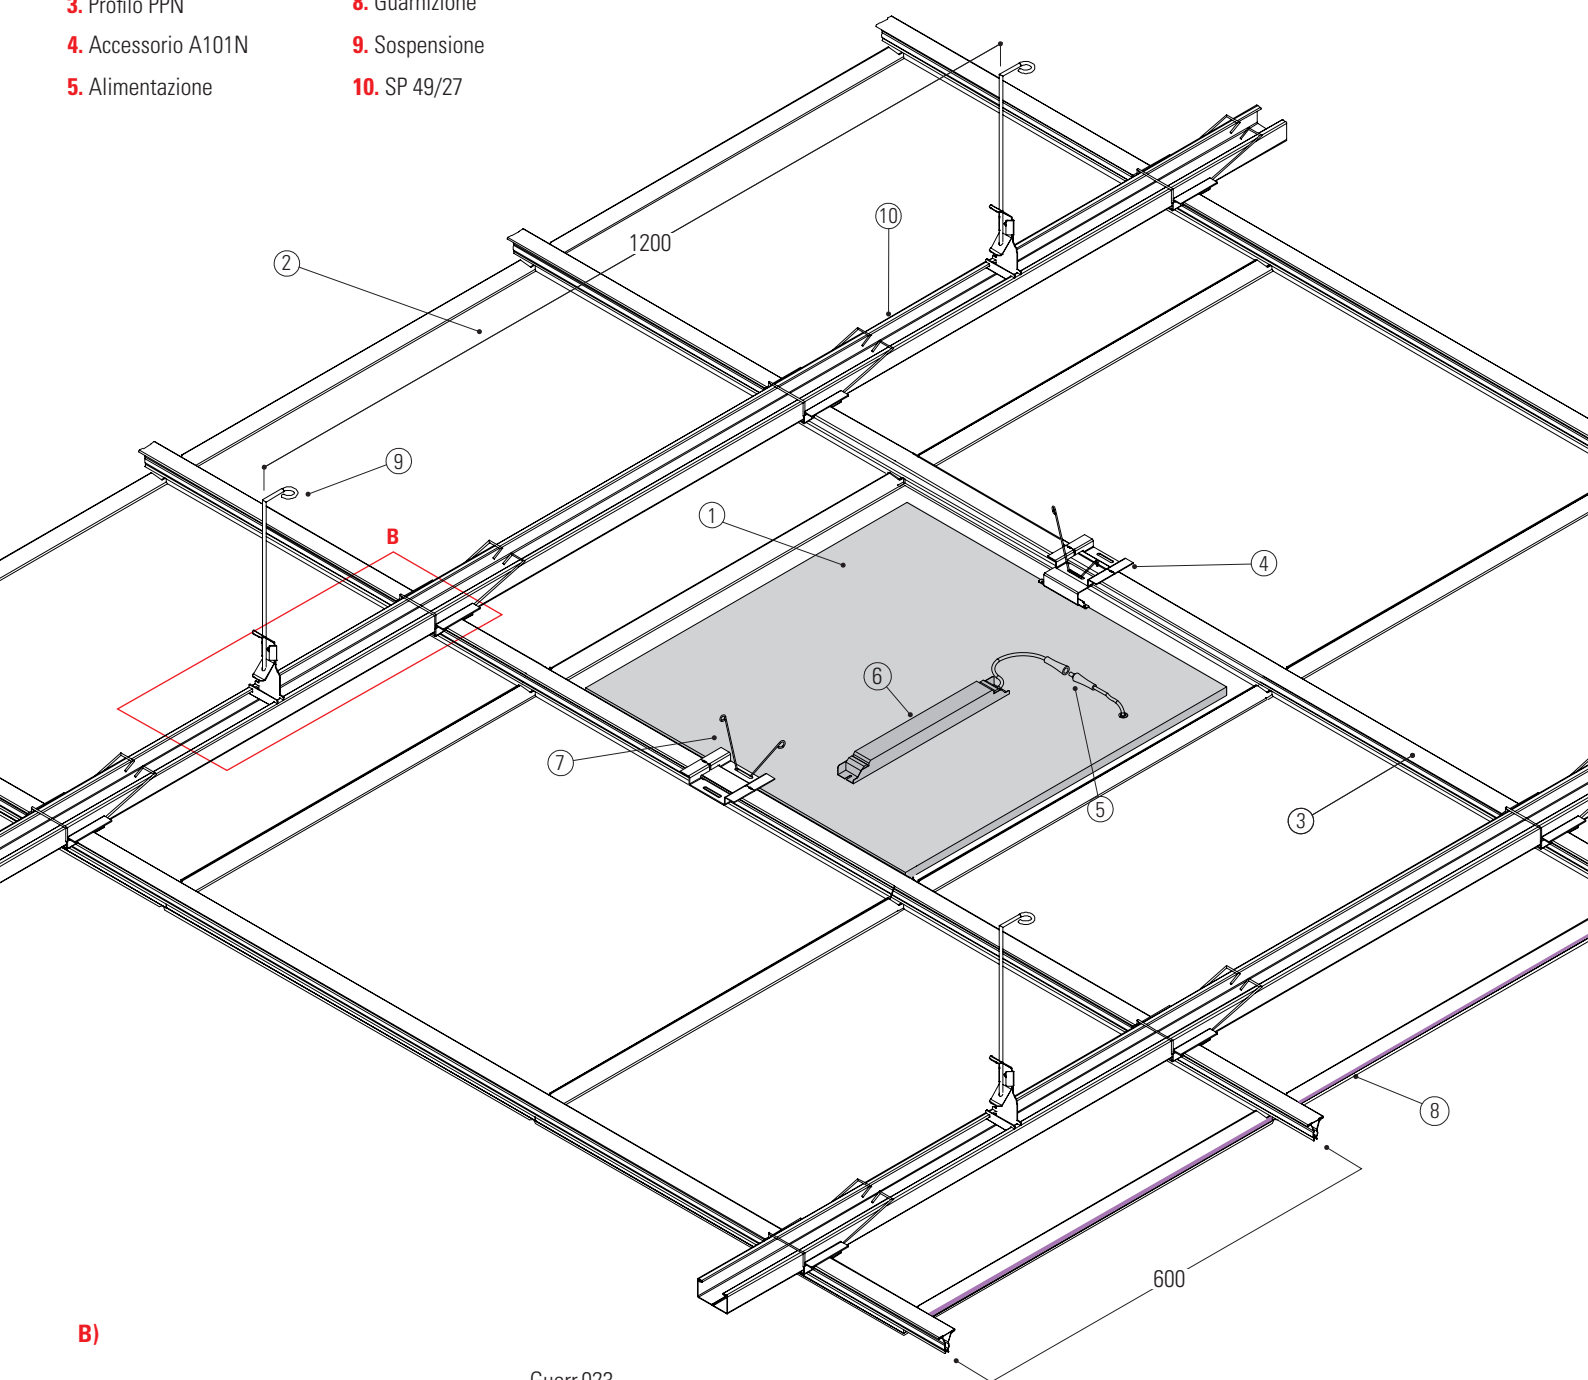 3. Profilo PPN
4. Accessorio A101N
5. Alimentazione
8. Guarnizione
9. Sospensione
10. SP 49/27
1200
10
2
9
B
1
4
6
7
5
3
8
600
B)